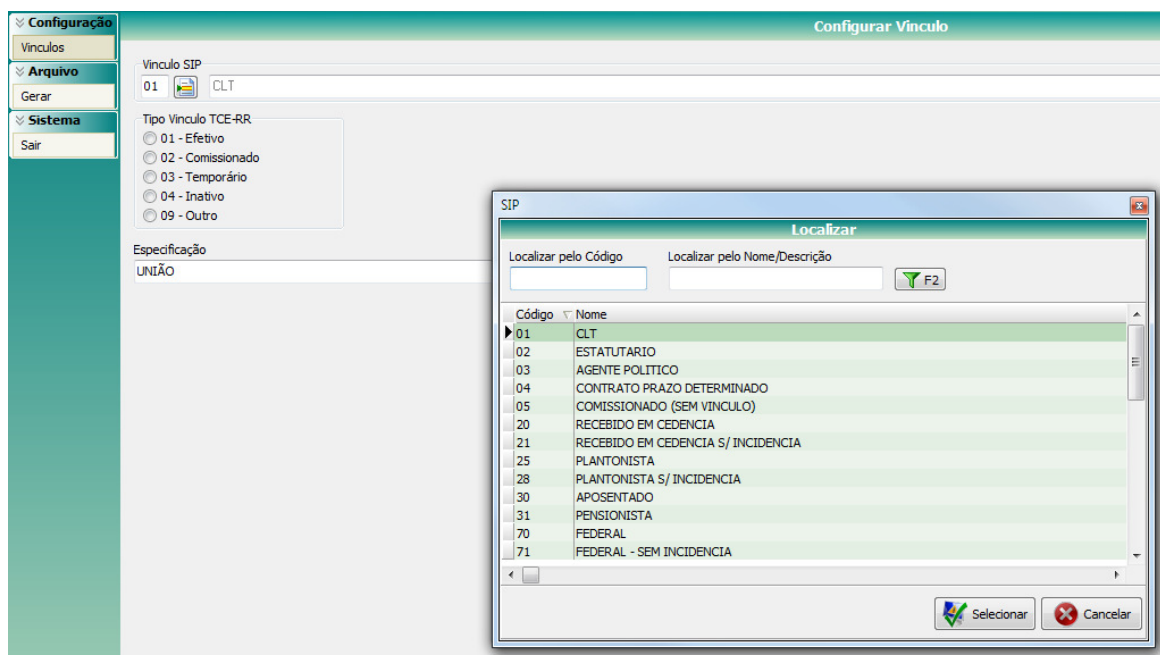 Configuração
Vinculos
Arquivo
Gerar
Sistema
Sair
Configurar Vinculo
Vinculo SIP
01 CLT
Tipo Vinculo TCE-RR
01 - Efetivo
02 - Comissionado
03 - Temporário
04 - Inativo
09 - Outro
Especificação
UNIÃO
SIP
Localizar
Localizar pelo Código Localizar pelo Nome/Descrição
F2
Código Nome
01 CLT
02 ESTATUTARIO
03 AGENTE POLITICO
04 CONTRATO PRAZO DETERMINADO
05 COMISSIONADO (SEM VINCULO)
20 RECEBIDO EM CEDENCIA
21 RECEBIDO EM CEDENCIA S/ INCIDENCIA
25 PLANTONISTA
28 PLANTONISTA S/ INCIDENCIA
30 APOSENTADO
31 PENSIONISTA
70 FEDERAL
71 FEDERAL - SEM INCIDENCIA
Selecionar Cancelar